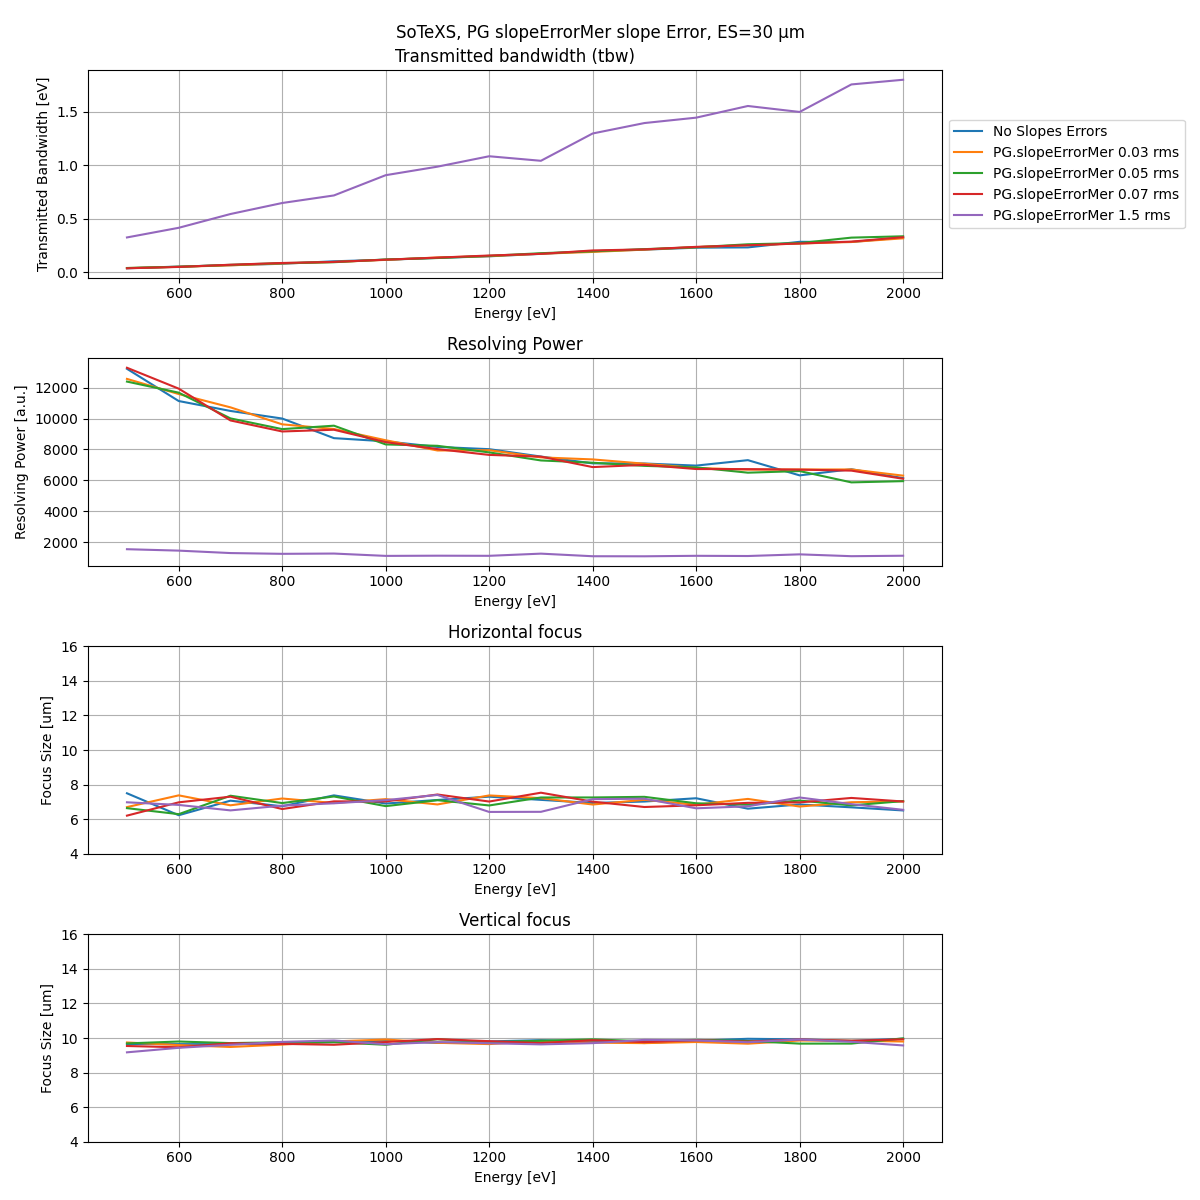 SoTeXS, PG slopeErrorMer slope Error, ES=30 μm
Transmitted bandwidth (tbw)
Transmitted Bandwidth [eV]
1.5
1.0
0.5
0.0
600 800 1000 1200 1400 1600 1800 2000
Energy [eV]
No Slopes Errors
PG.slopeErrorMer 0.03 rms
PG.slopeErrorMer 0.05 rms
PG.slopeErrorMer 0.07 rms
PG.slopeErrorMer 1.5 rms
Resolving Power
Resolving Power [a.u.]
12000
10000
8000
6000
4000
2000
600 800 1000 1200 1400 1600 1800 2000
Energy [eV]
Horizontal focus
Focus Size [um]
16
14
12
10
8
6
4
600 800 1000 1200 1400 1600 1800 2000
Energy [eV]
Vertical focus
Focus Size [um]
16
14
12
10
8
6
4
600 800 1000 1200 1400 1600 1800 2000
Energy [eV]